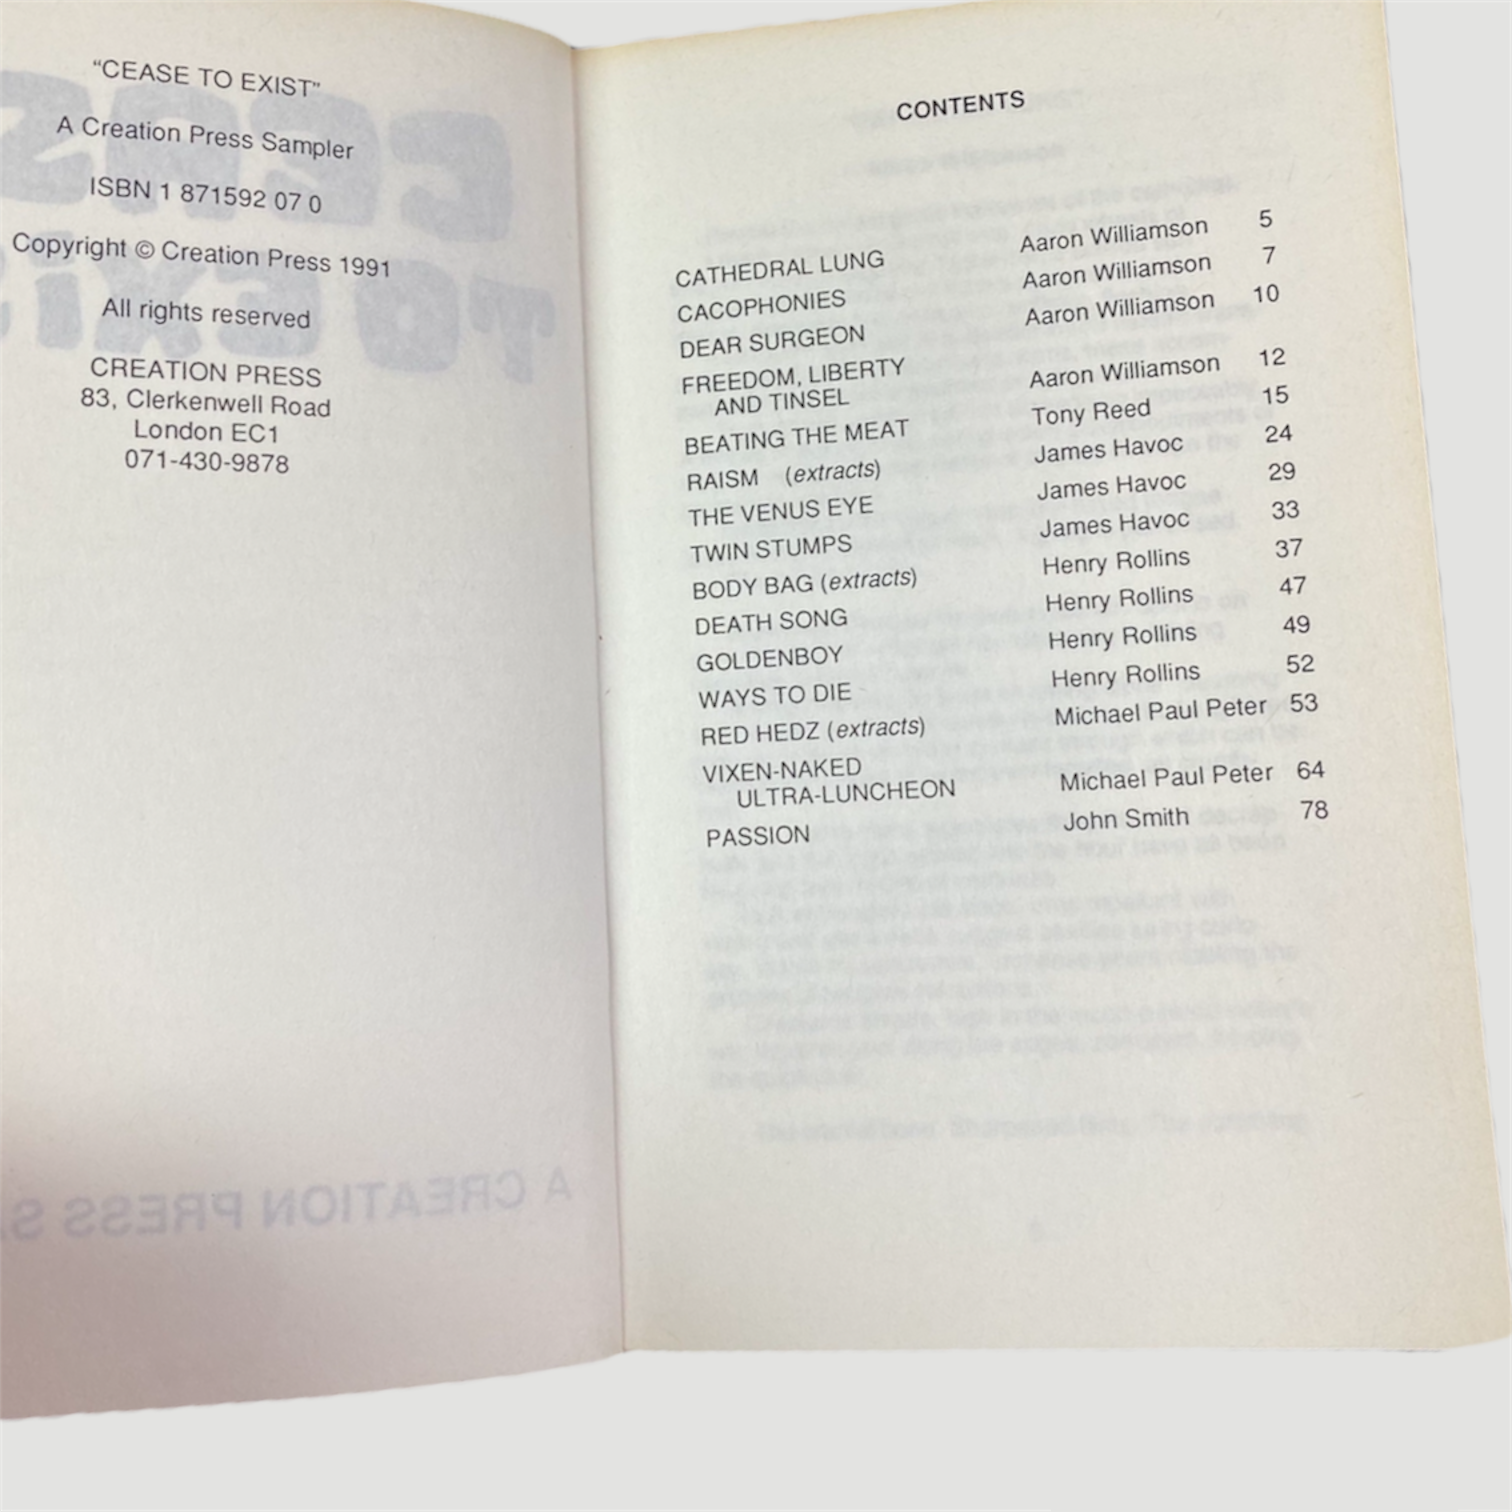 “CEASE TO EXIST”
A Creation Press Sampler
ISBN 1 871592 07 0
Copyright © Creation Press 1991
All rights reserved
CREATION PRESS
83, Clerkenwell Road
London EC1
071-430-9878
CONTENTS
CATHEDRAL LUNG Aaron Williamson 5
CACOPHONIES Aaron Williamson 7
DEAR SURGEON Aaron Williamson 10
FREEDOM, LIBERTY
AND TINSEL Aaron Williamson 12
BEATING THE MEAT Tony Reed 15
RAISM (extracts) James Havoc 24
THE VENUS EYE James Havoc 29
TWIN STUMPS James Havoc 33
BODY BAG (extracts) Henry Rollins 37
DEATH SONG Henry Rollins 47
GOLDENBOY Henry Rollins 49
WAYS TO DIE Henry Rollins 52
RED HEDZ (extracts) Michael Paul Peter 53
VIXEN-NAKED
ULTRA-LUNCHEON Michael Paul Peter 64
PASSION John Smith 78